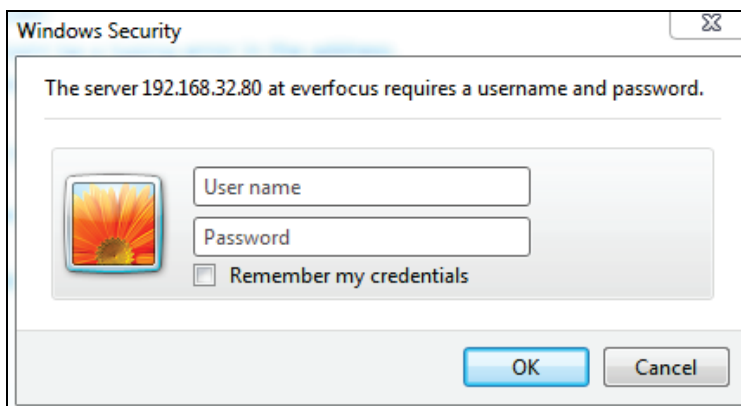 Windows Security
The server 192.168.32.80 at everfocus requires a username and password.
User name
Password
Remember my credentials
OK
Cancel